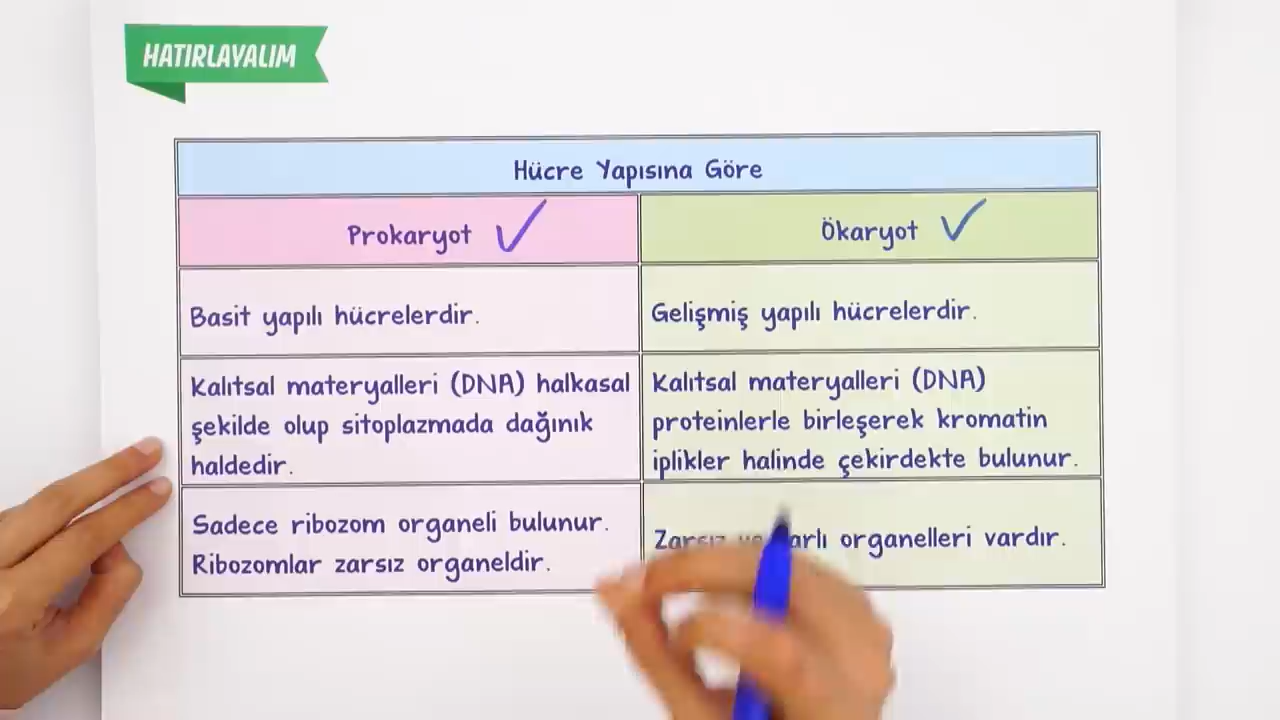 HATIRLAYALIM
Hücre Yapısına Göre
Prokaryot
Ökaryot
Basit yapılı hücrelerdir.
Gelişmiş yapılı hücrelerdir.
Kalıtsal materyalleri (DNA) halkasal
şekilde olup sitoplazmada dağınık
haldedir.
Kalıtsal materyalleri (DNA)
proteinlerle birleşerek kromatin
iplikler halinde çekirdekte bulunur.
Sadece ribozom organeli bulunur.
Ribozomlar zarsız organeldir.
Zarsız organelleri vardır.